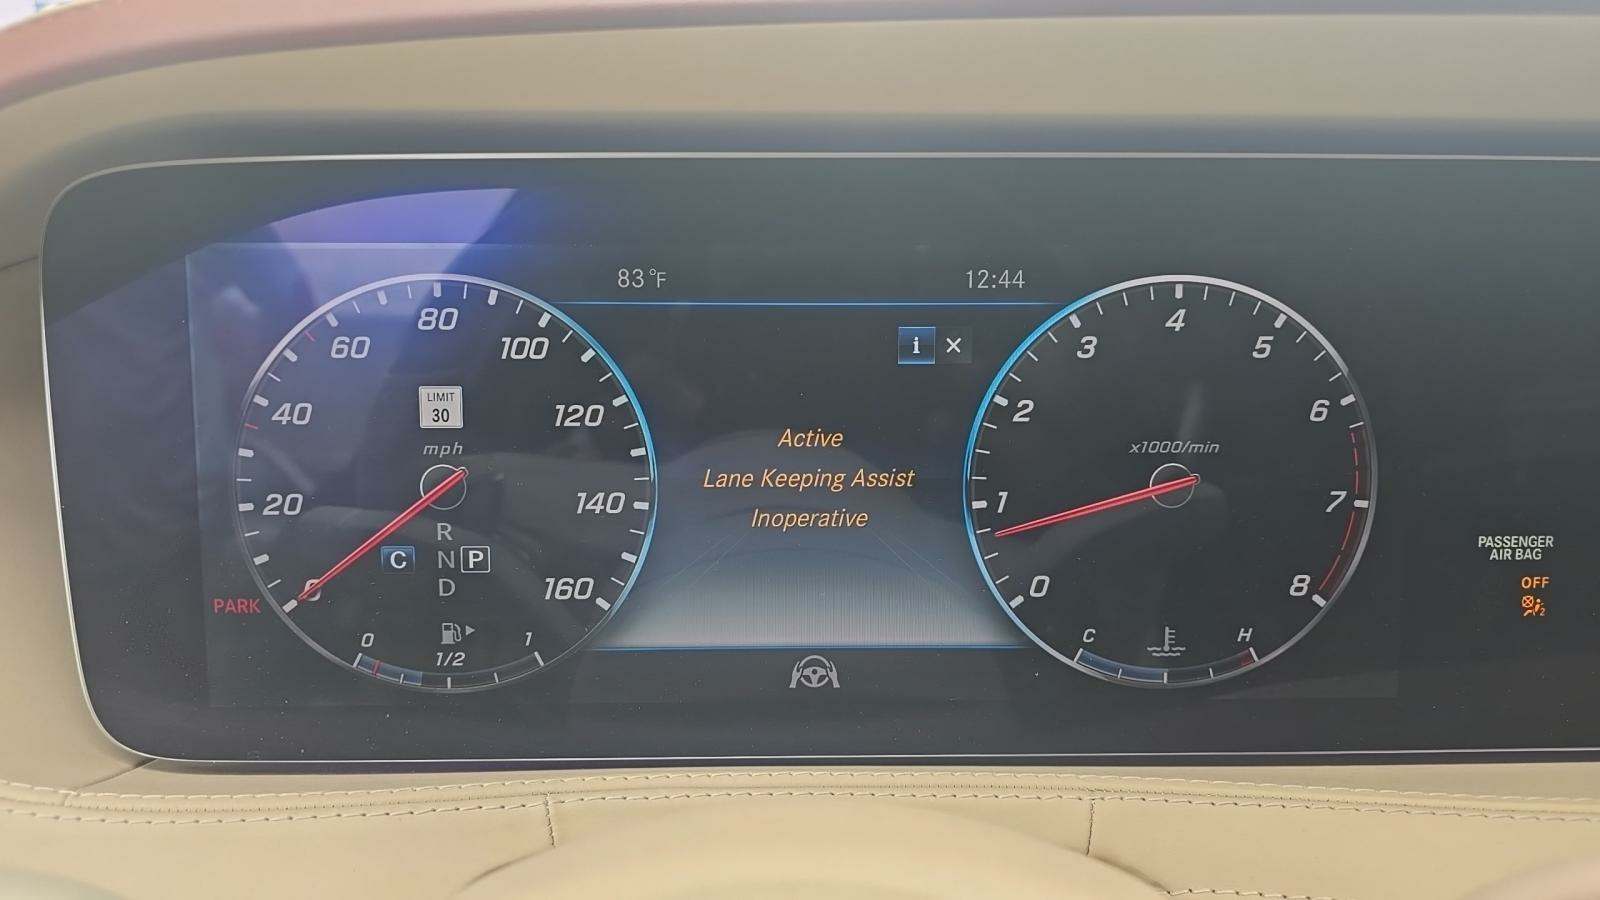 83°F
12:44
i ×
80
60
100
40
LIMIT
30
120
mph
20
140
R
C
N P
D
0
160
PARK
0
1/2
1
Active
Lane Keeping Assist
Inoperative
4
3
5
2
6
x1000/min
1
7
0
8
C
H
PASSENGER
AIR BAG
OFF
2